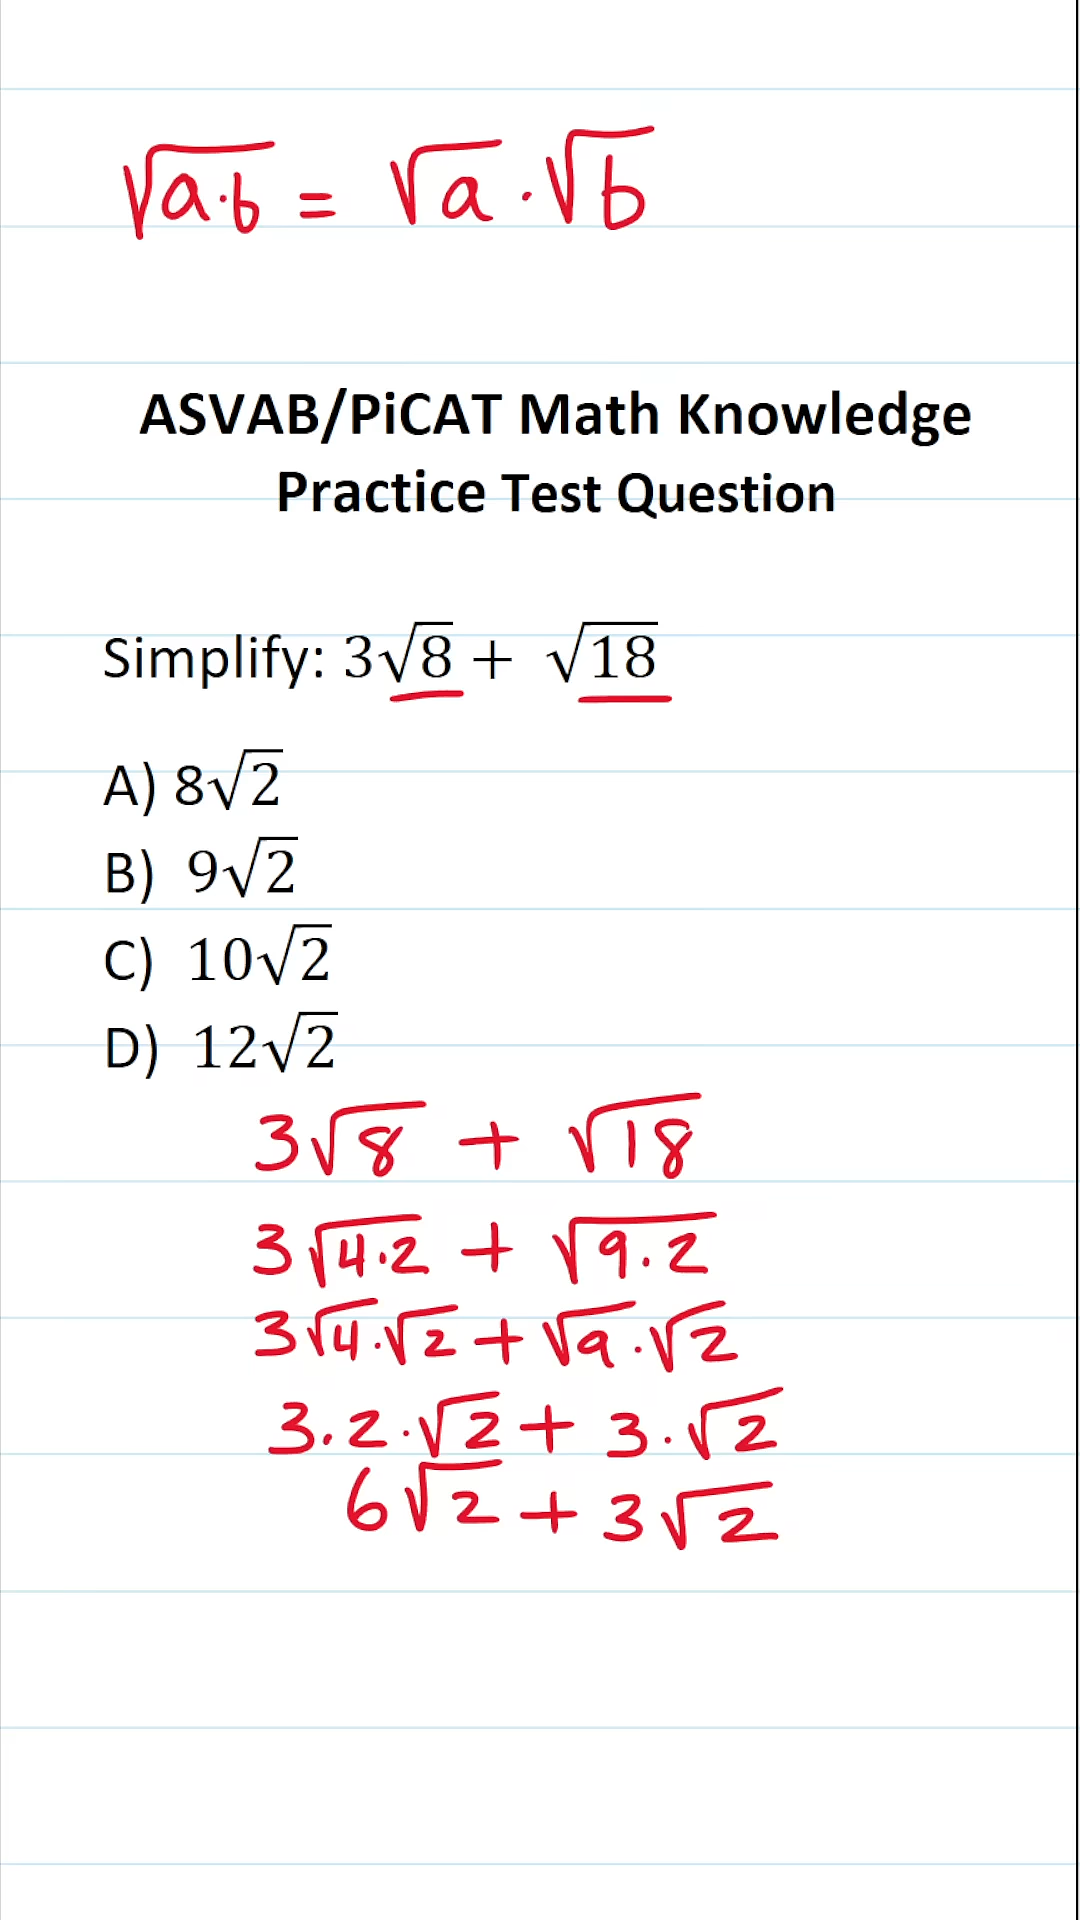 √a·b = √a · √b
ASVAB/PiCAT Math Knowledge
Practice Test Question
Simplify: 3√8 + √18
A) 8√2
B) 9√2
C) 10√2
D) 12√2
3√8 + √18
3√4·2 + √9·2
3√4·√2 + √9·√2
3·2·√2 + 3·√2
6√2 + 3√2